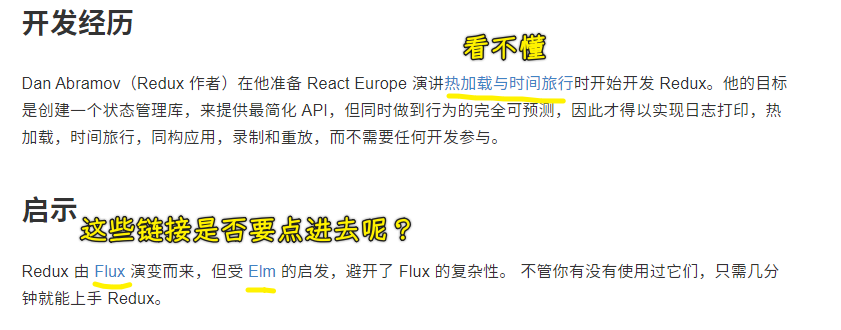 开发经历
看不懂
Dan Abramov（Redux 作者）在他准备 React Europe 演讲热加载与时间旅行时开始开发 Redux。他的目标
是创建一个状态管理库，来提供最简化 API，但同时做到行为的完全可预测，因此才得以实现日志打印，热
加载，时间旅行，同构应用，录制和重放，而不需要任何开发参与。
启示
这些链接是否要点进去呢？
Redux 由 Flux 演变而来，但受 Elm 的启发，避开了 Flux 的复杂性。 不管你有没有使用过它们，只需几分
钟就能上手 Redux。